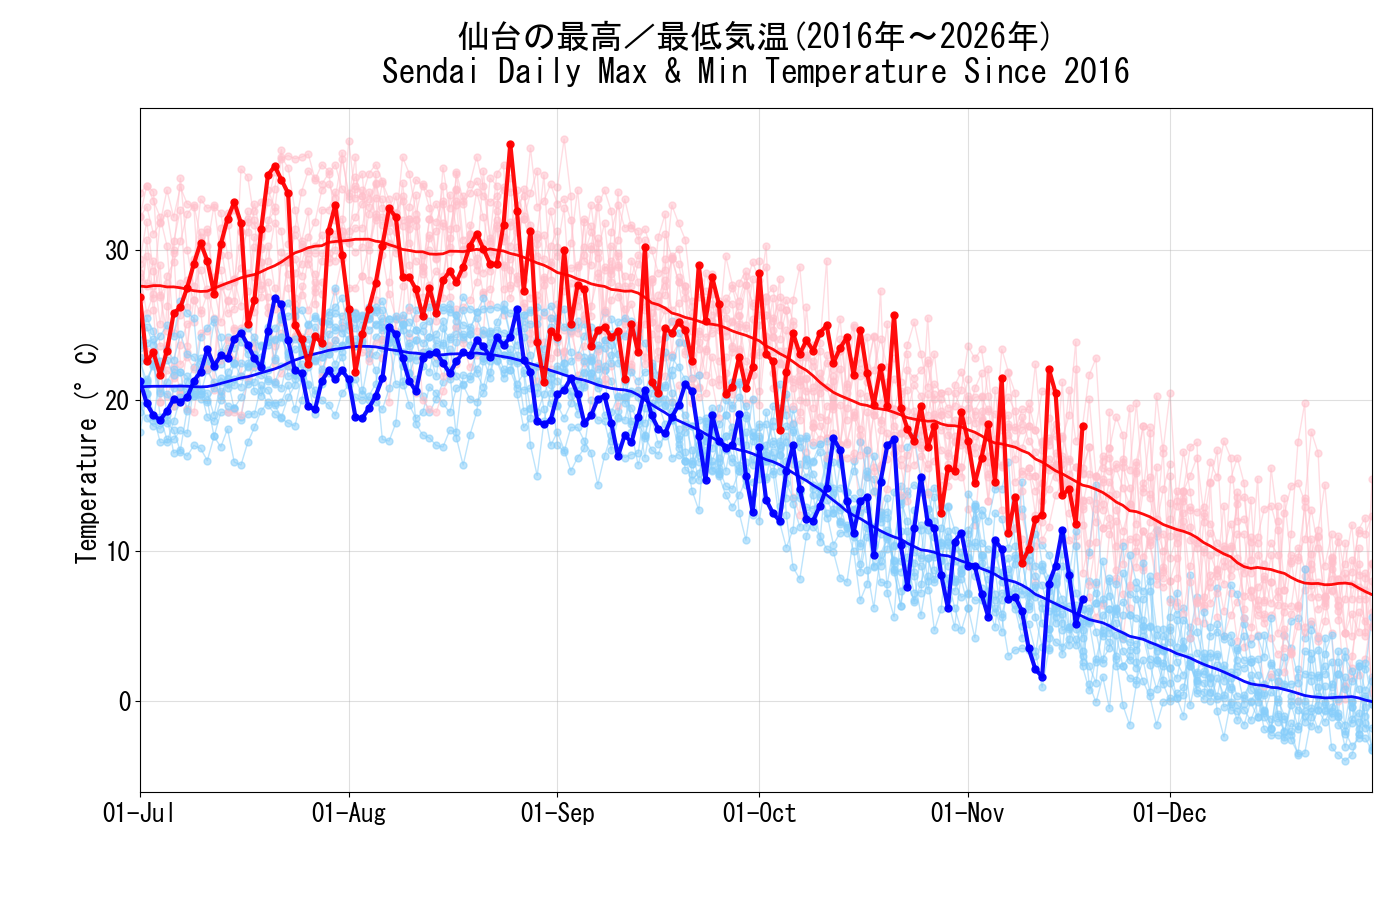 仙台の最高／最低気温(2016年～2026年)
Sendai Daily Max & Min Temperature Since 2016
Temperature (° C)
30
20
10
0
01-Jul 01-Aug 01-Sep 01-Oct 01-Nov 01-Dec